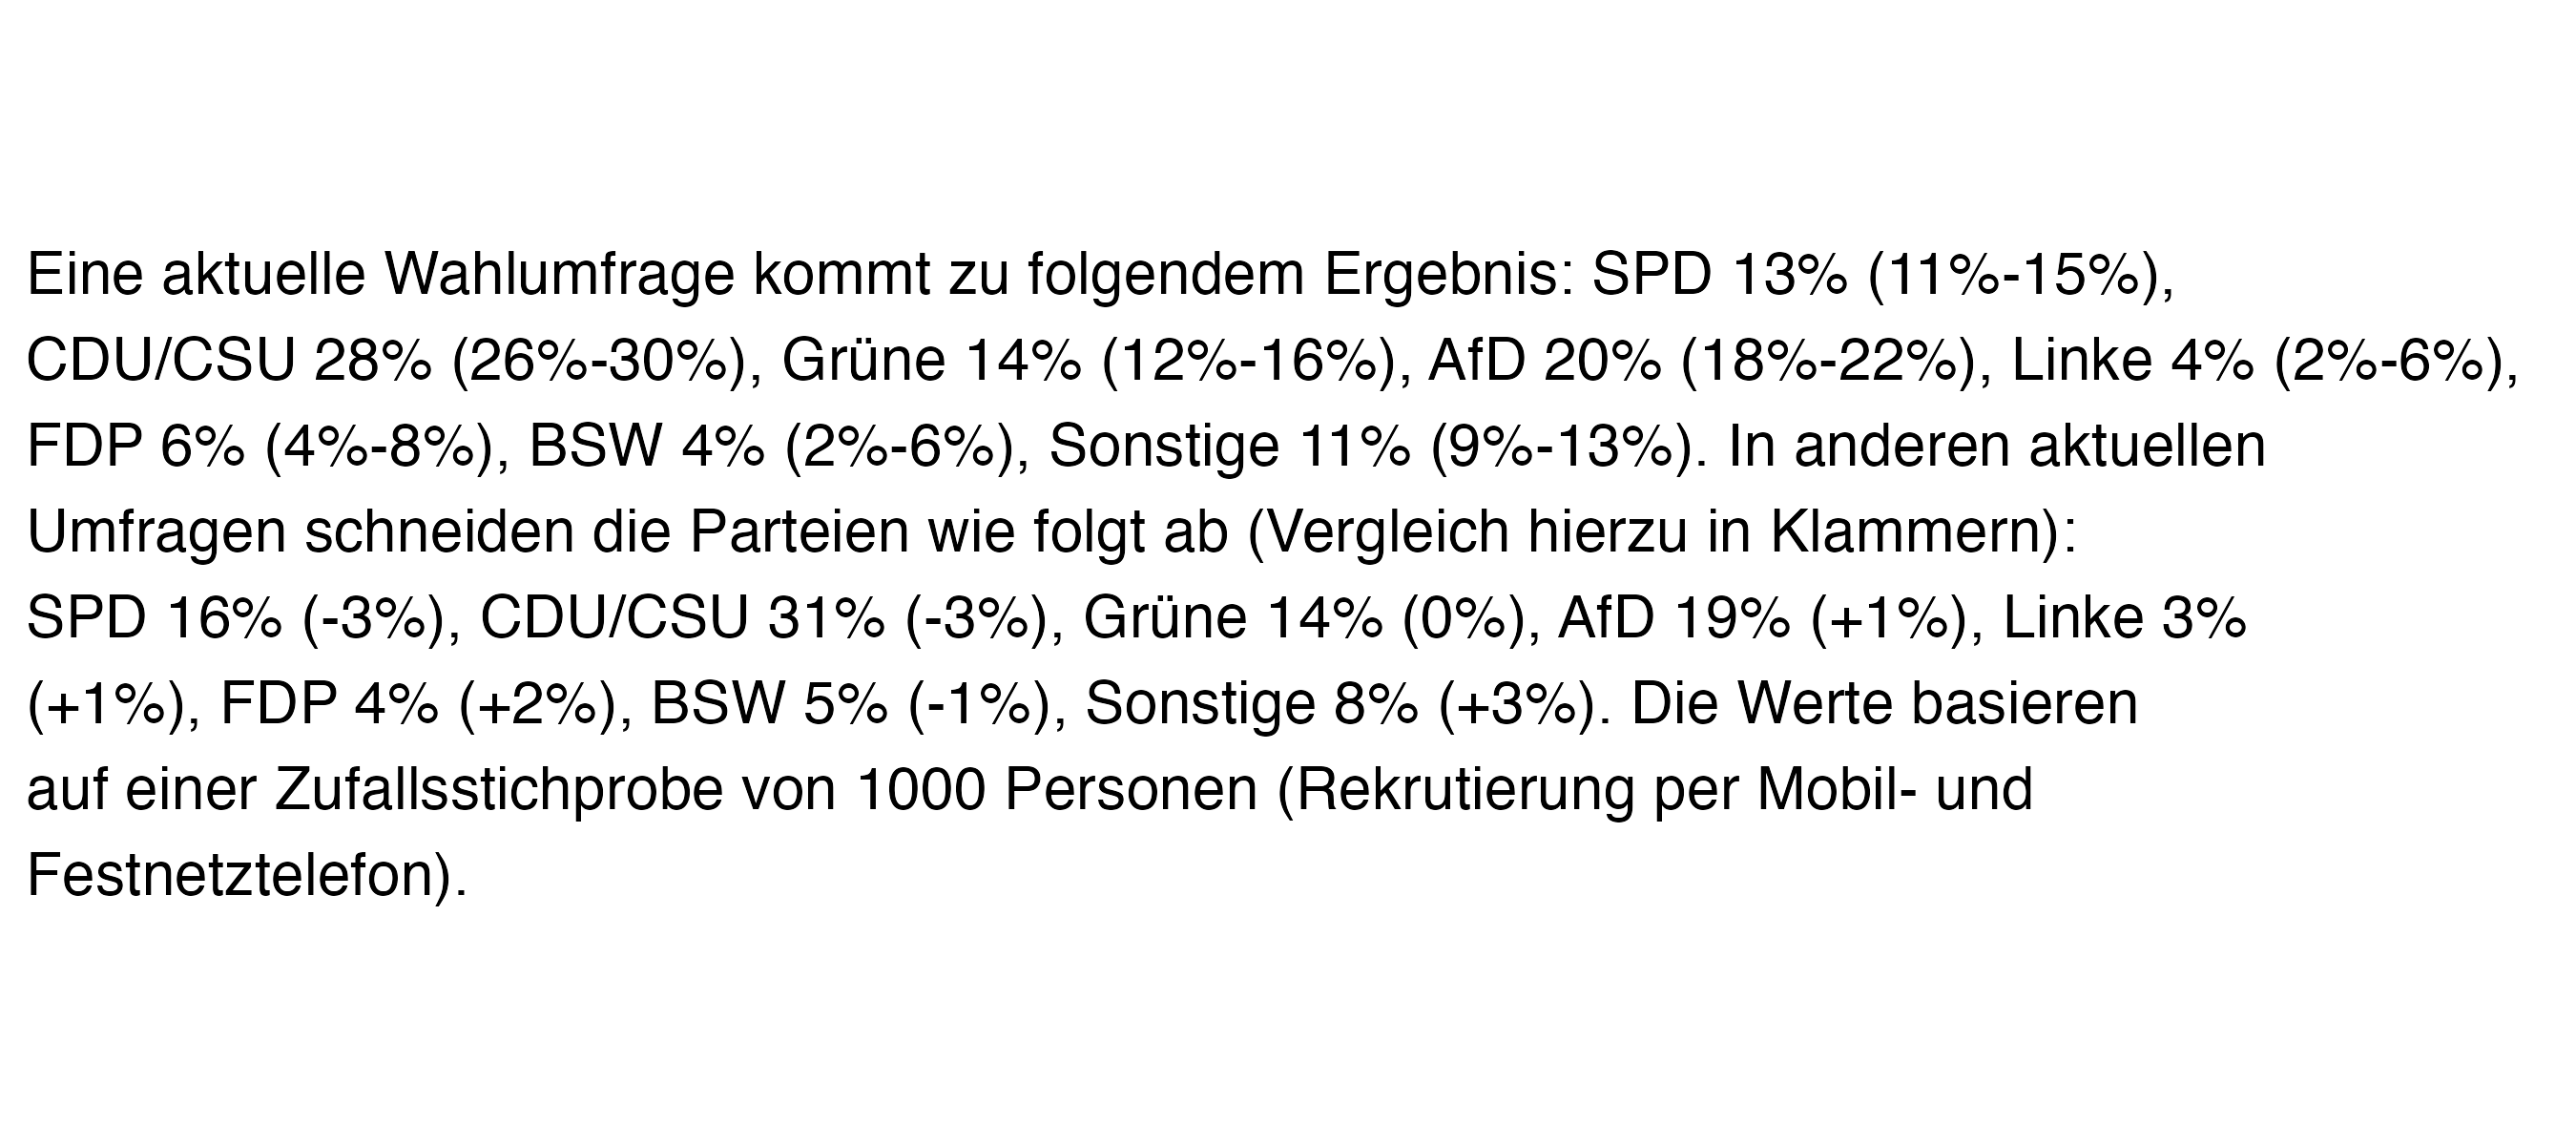 Eine aktuelle Wahlumfrage kommt zu folgendem Ergebnis: SPD 13% (11%-15%),
CDU/CSU 28% (26%-30%), Grüne 14% (12%-16%), AfD 20% (18%-22%), Linke 4% (2%-6%),
FDP 6% (4%-8%), BSW 4% (2%-6%), Sonstige 11% (9%-13%). In anderen aktuellen
Umfragen schneiden die Parteien wie folgt ab (Vergleich hierzu in Klammern):
SPD 16% (-3%), CDU/CSU 31% (-3%), Grüne 14% (0%), AfD 19% (+1%), Linke 3%
(+1%), FDP 4% (+2%), BSW 5% (-1%), Sonstige 8% (+3%). Die Werte basieren
auf einer Zufallsstichprobe von 1000 Personen (Rekrutierung per Mobil- und
Festnetztelefon).